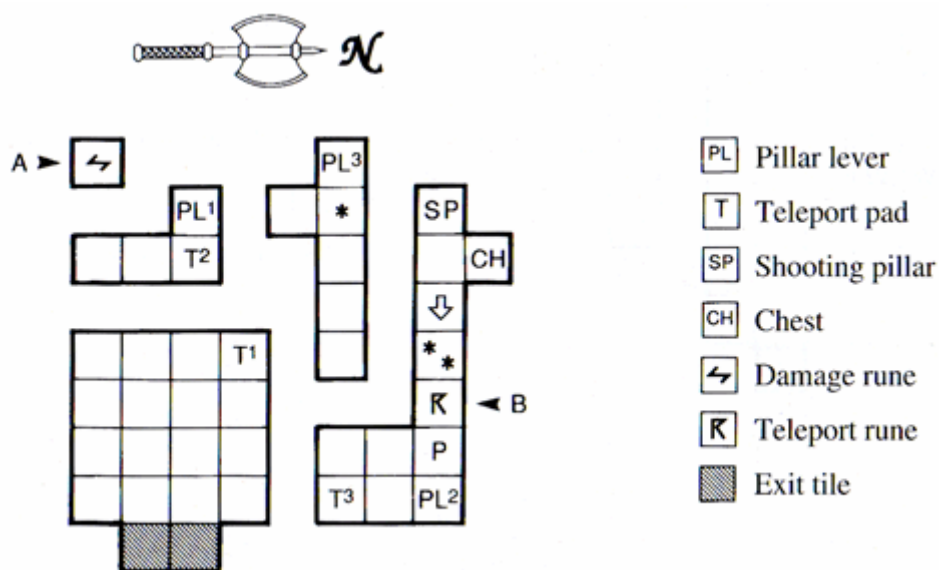 N
A
PL3
PL1
*
SP
T2
CH
T1
* *
B
P
T3
PL2
PL Pillar lever
T Teleport pad
SP Shooting pillar
CH Chest
Damage rune
Teleport rune
Exit tile